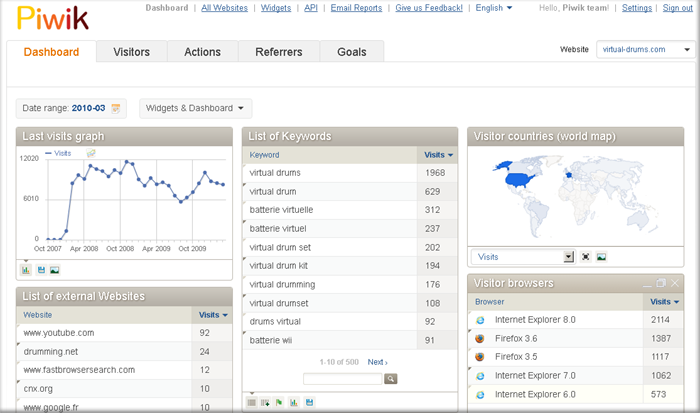 Piwik
Dashboard | All Websites | Widgets | API | Email Reports | Give us Feedback! | English
Hello, Piwik team! | Settings | Sign out
Dashboard Visitors Actions Referrers Goals
Website virtual-drums.com
Date range: 2010-03 Widgets & Dashboard
Last visits graph
Visits
12020
6010
0
Oct 2007 Apr 2008 Oct 2008 Apr 2009 Oct 2009
List of external Websites
Website Visits
www.youtube.com 92
drumming.net 24
www.fastbrowsersearch.com 12
cnx.org 10
www.google.fr 10
List of Keywords
Keyword Visits
virtual drums 1968
virtual drum 629
batterie virtuelle 312
batterie virtuel 237
virtual drum set 202
virtual drum kit 194
virtual drumming 176
virtual drumset 108
drums virtual 92
batterie wii 91
1-10 of 500 Next ›
Visitor countries (world map)
Visits
Visitor browsers
Browser Visits
Internet Explorer 8.0 2114
Firefox 3.6 1387
Firefox 3.5 1117
Internet Explorer 7.0 1062
Internet Explorer 6.0 573